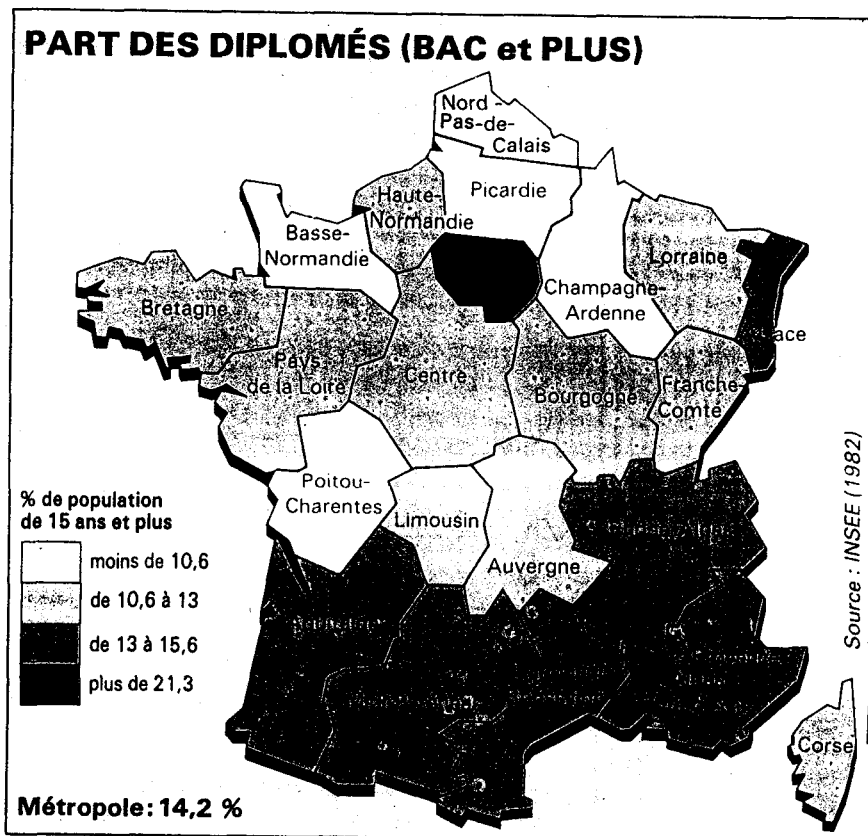 PART DES DIPLOMÉS (BAC et PLUS)
Nord -
Pas-de-
Calais
Picardie
Haute-
Normandie
Basse-
Normandie
Champagne-
Ardenne
Lorraine
Bretagne
Pays
de la Loire
Centre
Bourgogne
Franche
Comté
Poitou-
Charentes
Limousin
Auvergne
Corse
% de population
de 15 ans et plus
moins de 10,6
de 10,6 à 13
de 13 à 15,6
plus de 21,3
Métropole: 14,2 %
Source : INSEE (1982)